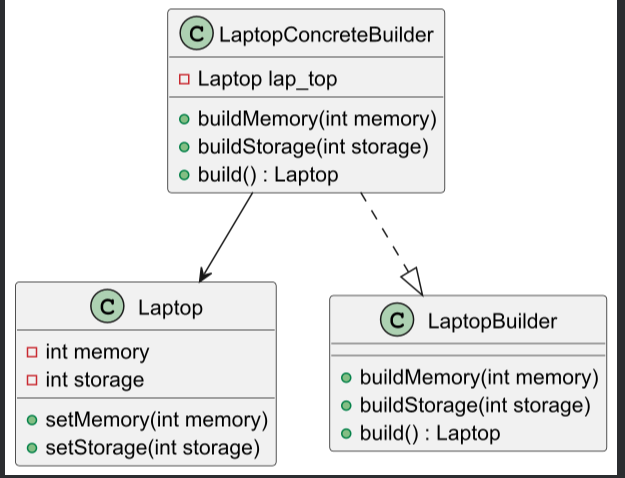 C LaptopConcreteBuilder
Laptop lap_top
buildMemory(int memory)
buildStorage(int storage)
build() : Laptop
C Laptop
int memory
int storage
setMemory(int memory)
setStorage(int storage)
C LaptopBuilder
buildMemory(int memory)
buildStorage(int storage)
build() : Laptop